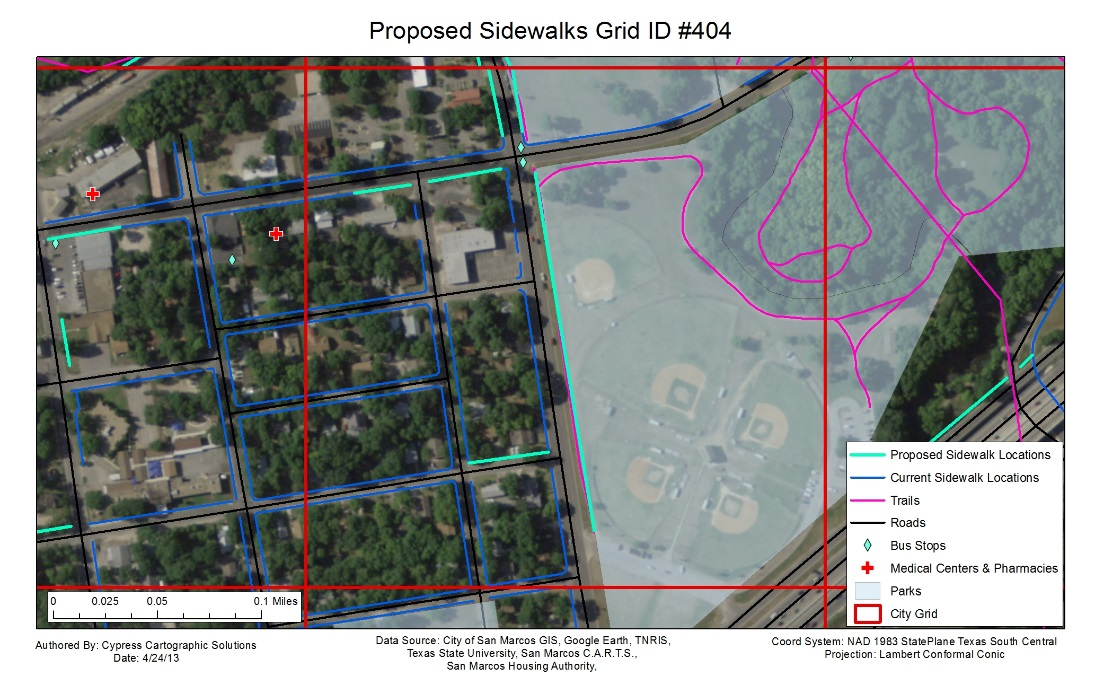 Proposed Sidewalks Grid ID #404
Proposed Sidewalk Locations
Current Sidewalk Locations
Trails
Roads
Bus Stops
Medical Centers & Pharmacies
Parks
City Grid
0 0.025 0.05 0.1 Miles
Authored By: Cypress Cartographic Solutions
Date: 4/24/13
Data Source: City of San Marcos GIS, Google Earth, TNRIS,
Texas State University, San Marcos C.A.R.T.S.,
San Marcos Housing Authority,
Coord System: NAD 1983 StatePlane Texas South Central
Projection: Lambert Conformal Conic